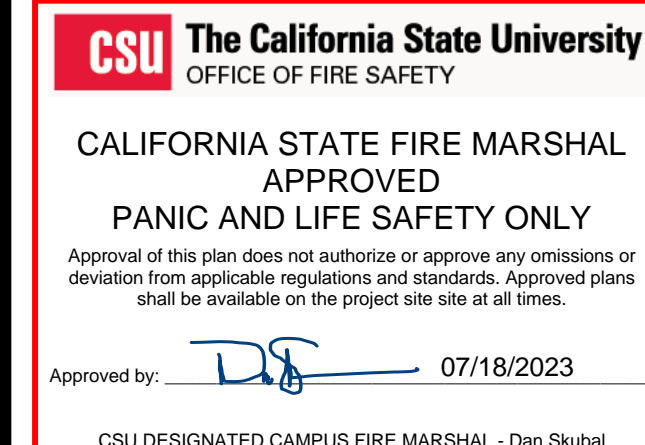 CSU The California State University
OFFICE OF FIRE SAFETY
CALIFORNIA STATE FIRE MARSHAL
APPROVED
PANIC AND LIFE SAFETY ONLY
Approval of this plan does not authorize or approve any omissions or
deviation from applicable regulations and standards. Approved plans
shall be available on the project site site at all times.
Approved by: 07/18/2023
CSU DESIGNATED CAMPUS FIRE MARSHAL - Dan Skubal